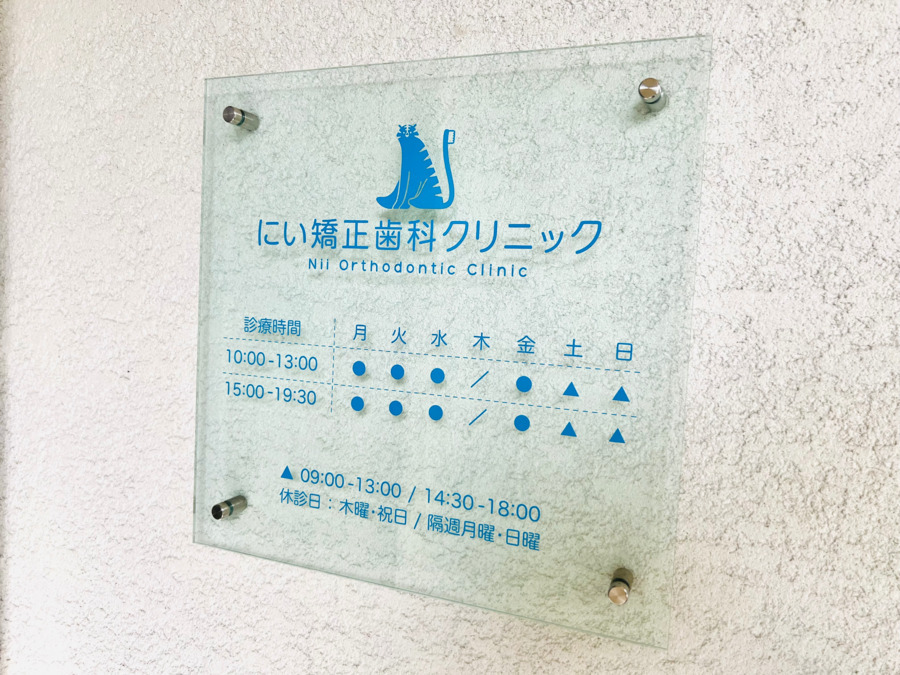 にい矯正歯科クリニック
Nii Orthodontic Clinic
診療時間 月 火 水 木 金 土 日
10:00-13:00 ● ● ● ／ ● ▲ ▲
15:00-19:30 ● ● ● ／ ● ▲ ▲
▲ 09:00-13:00 / 14:30-18:00
休診日：木曜・祝日 / 隔週月曜・日曜